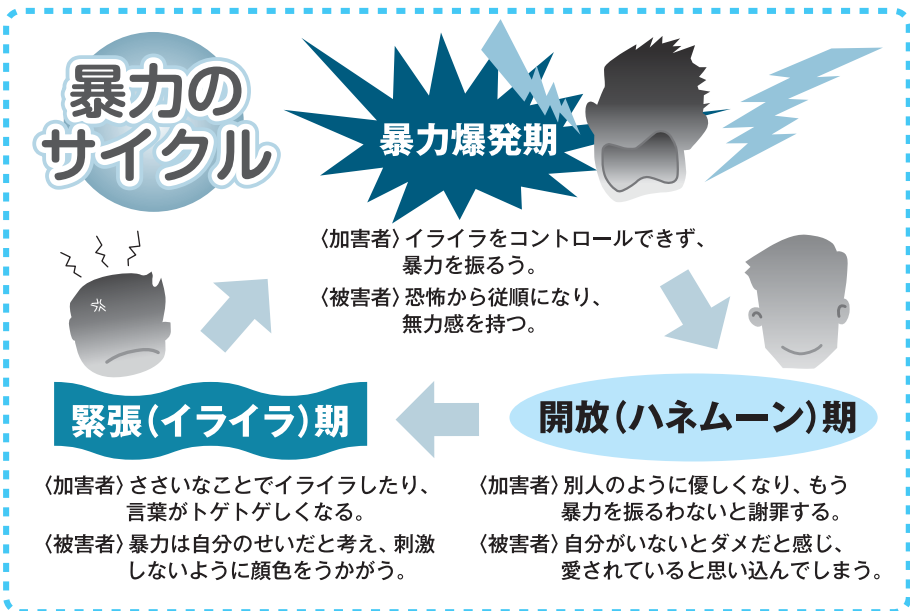 暴力の
サイクル
暴力爆発期
〈加害者〉イライラをコントロールできず、
暴力を振るう。
〈被害者〉恐怖から従順になり、
無力感を持つ。
開放（ハネムーン）期
〈加害者〉別人のように優しくなり、もう
暴力を振るわないと謝罪する。
〈被害者〉自分がいないとダメだと感じ、
愛されていると思い込んでしまう。
緊張（イライラ）期
〈加害者〉ささいなことでイライラしたり、
言葉がトゲトゲしくなる。
〈被害者〉暴力は自分のせいだと考え、刺激
しないように顔色をうかがう。